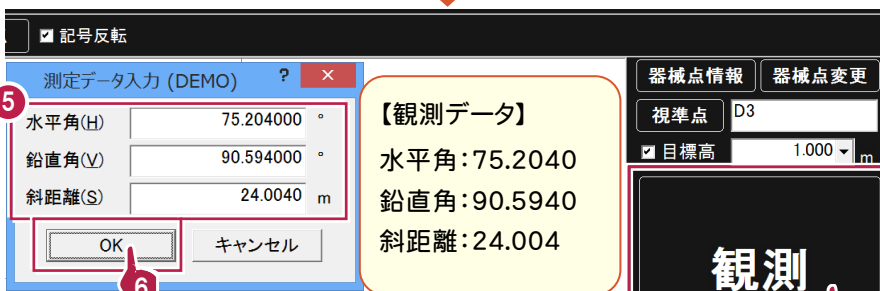 記号反転
測定データ入力 (DEMO) ? ×
5
水平角(H) 75.204000 °
鉛直角(V) 90.594000 °
斜距離(S) 24.0040 m
OK キャンセル
6
【観測データ】
水平角:75.2040
鉛直角:90.5940
斜距離:24.004
器械点情報 器械点変更
視準点 D3
目標高 1.000 m
観測